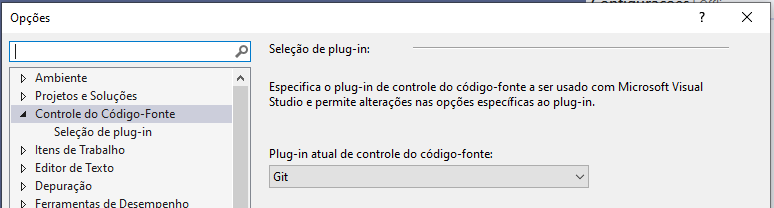 Opções
?
Ambiente
Projetos e Soluções
Controle do Código-Fonte
Seleção de plug-in
Itens de Trabalho
Editor de Texto
Depuração
Ferramentas de Desempenho
Seleção de plug-in:
Especifica o plug-in de controle do código-fonte a ser usado com Microsoft Visual
Studio e permite alterações nas opções específicas ao plug-in.
Plug-in atual de controle do código-fonte:
Git